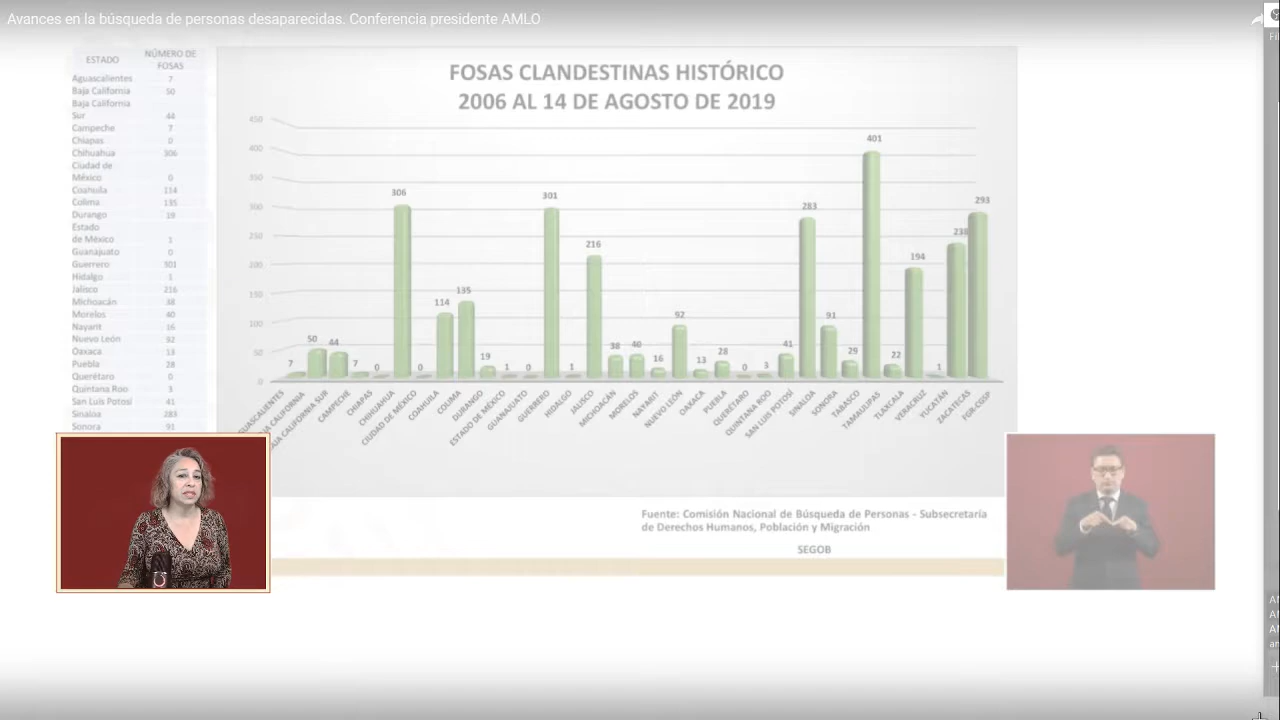 Avances en la búsqueda de personas desaparecidas. Conferencia presidente AMLO
ESTADO NÚMERO DE FOSAS
Aguascalientes 7
Baja California 50
Baja California
Sur 44
Campeche 7
Chiapas 0
Chihuahua 306
Ciudad de
México 0
Coahuila 114
Colima 135
Durango 19
Estado
de México 1
Guanajuato 0
Guerrero 301
Hidalgo 1
Jalisco 216
Michoacán 38
Morelos 40
Nayarit 16
Nuevo León 92
Oaxaca 13
Puebla 28
Querétaro 0
Quintana Roo 3
San Luis Potosí 41
Sinaloa 283
Sonora 91
FOSAS CLANDESTINAS HISTÓRICO
2006 AL 14 DE AGOSTO DE 2019
450
400
350
300
250
200
150
100
50
0
7 50 44 7 0 306 0 114 135 19 1 0 301 1 216 38 40 16 92 13 28 0 3 41 283 91 29 401 22 194 1 238 293
GUASCALIENTES
JA CALIFORNIA
AJA CALIFORNIA SUR
CAMPECHE
CHIAPAS
CHIHUAHUA
CIUDAD DE MÉXICO
COAHUILA
COLIMA
DURANGO
ESTADO DE MÉXICO
GUANAJUATO
GUERRERO
HIDALGO
JALISCO
MICHOACÁN
MORELOS
NAYARIT
NUEVO LEÓN
OAXACA
PUEBLA
QUERÉTARO
QUINTANA ROO
SAN LUIS POTOSÍ
SINALOA
SONORA
TABASCO
TAMAULIPAS
TLAXCALA
VERACRUZ
YUCATÁN
ZACATECAS
FGR-CGSP
Fuente: Comisión Nacional de Búsqueda de Personas - Subsecretaría
de Derechos Humanos, Población y Migración
SEGOB